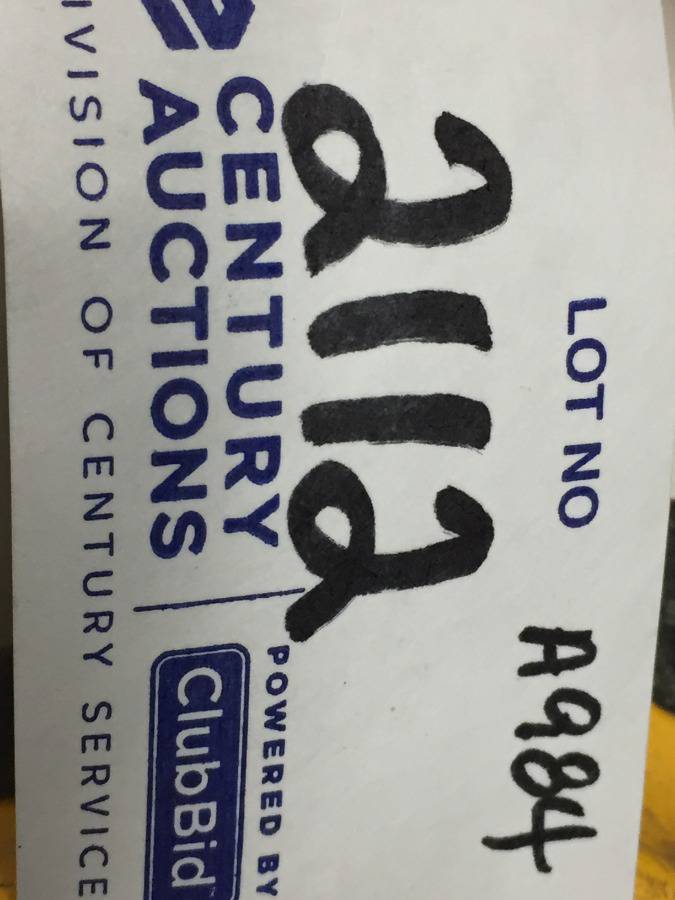 LOT NO A984
2112
CENTURY
AUCTIONS
POWERED BY
ClubBid
IVISION OF CENTURY SERVICE